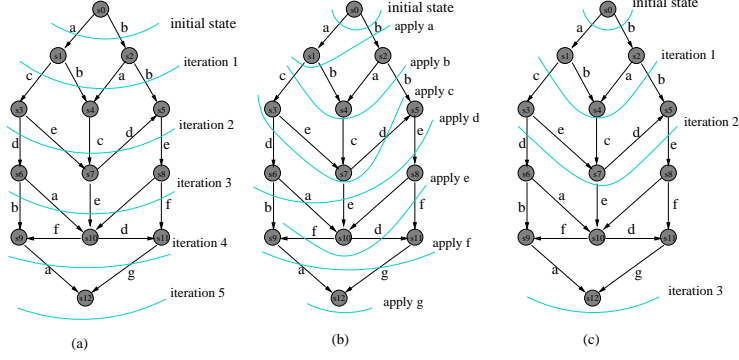 s0
initial state
a
b
s1
s2
iteration 1
c
b
a
b
s3
s4
s5
iteration 2
e
d
c
d
e
s6
s7
s8
iteration 3
a
b
e
f
s9
f
s10
d
s11
iteration 4
a
g
s12
iteration 5
(a)
s0
initial state
a
b
apply a
s1
s2
apply b
c
b
a
b
apply c
s3
s4
s5
apply d
e
d
c
d
e
s6
s7
s8
apply e
a
b
e
f
s9
f
s10
d
s11
apply f
a
g
s12
apply g
(b)
s0
initial state
a
b
s1
s2
iteration 1
c
b
a
b
s3
s4
s5
iteration 2
e
d
c
d
e
s6
s7
s8
a
b
e
f
s9
f
s10
d
s11
a
g
s12
iteration 3
(c)